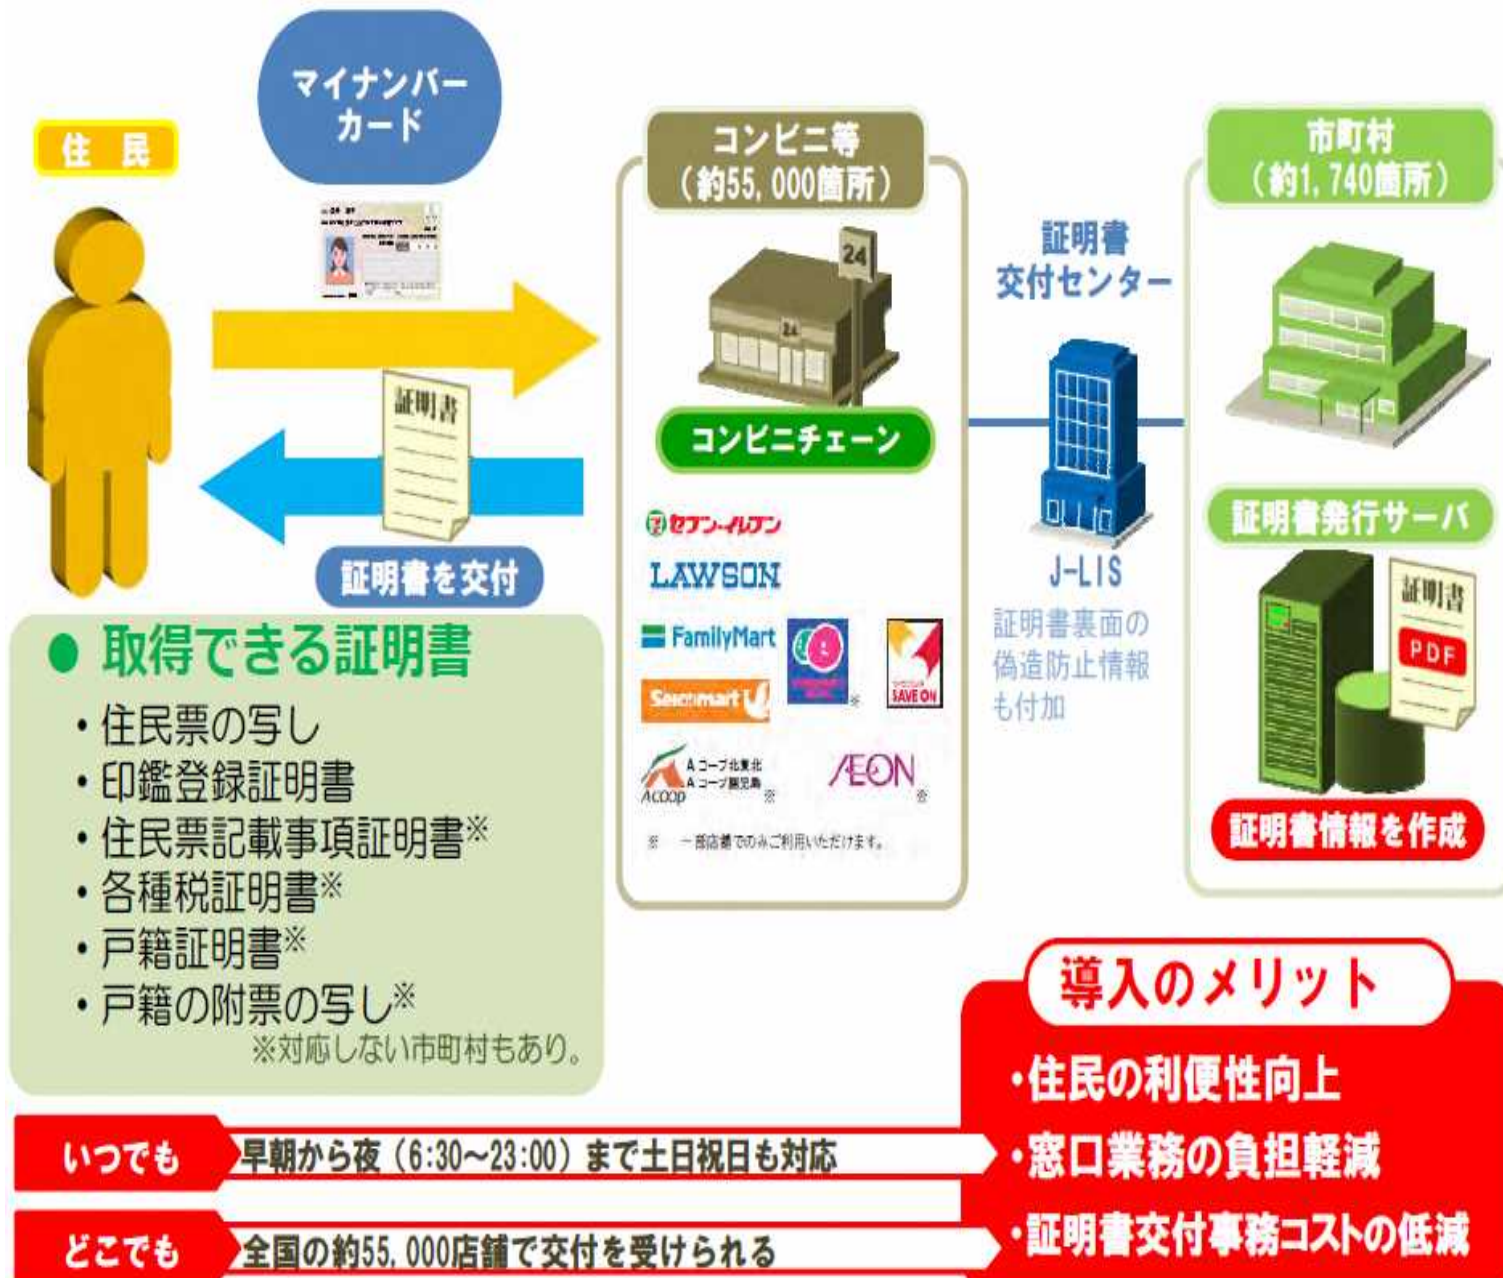 マイナンバー
カード
住 民
証明書
証明書を交付
コンビニ等
(約55,000箇所)
24
24
コンビニチェーン
セブン-イレブン
LAWSON
FamilyMart
Seicomart
※
SAVE ON
Aコープ北東北
Aコープ鹿児島
ACOOP
※
ÆON
※
※ 一部店舗でのみご利用いただけます。
証明書
交付センター
J-LIS
証明書裏面の
偽造防止情報
も付加
市町村
(約1,740箇所)
証明書発行サーバ
証明書
PDF
証明書情報を作成
● 取得できる証明書
・住民票の写し
・印鑑登録証明書
・住民票記載事項証明書※
・各種税証明書※
・戸籍証明書※
・戸籍の附票の写し※
※対応しない市町村もあり。
導入のメリット
・住民の利便性向上
・窓口業務の負担軽減
・証明書交付事務コストの低減
いつでも 早朝から夜(6:30~23:00)まで土日祝日も対応
どこでも 全国の約55,000店舗で交付を受けられる